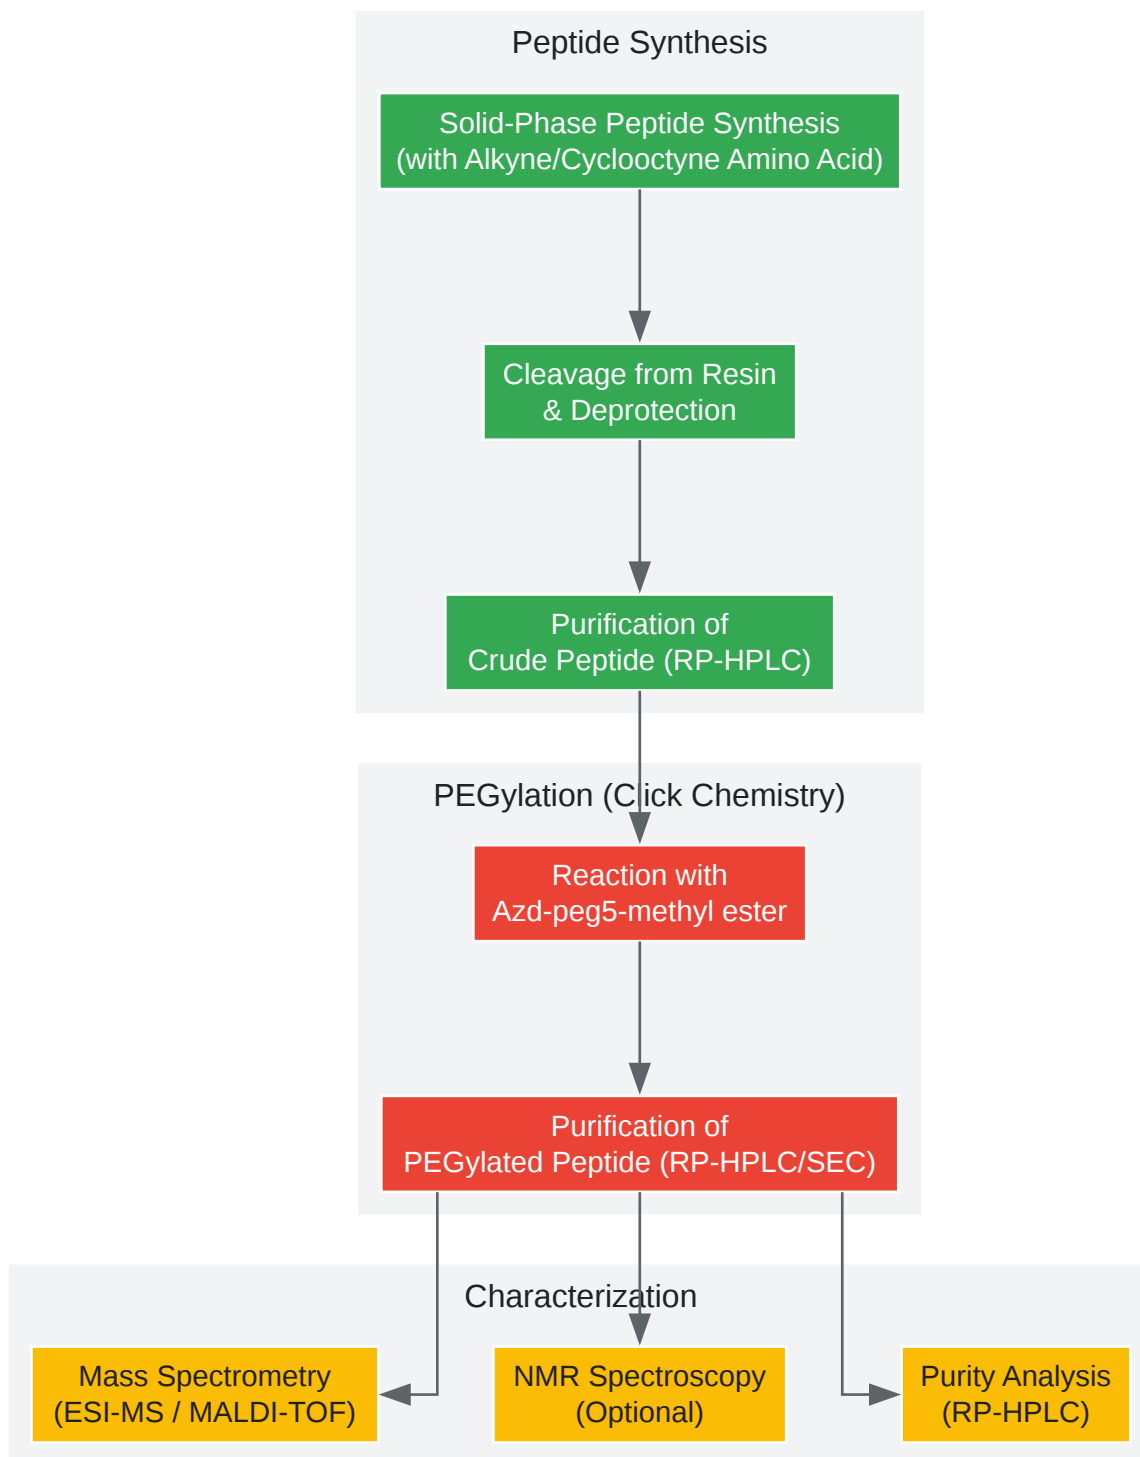 Peptide Synthesis
Solid-Phase Peptide Synthesis
(with Alkyne/Cyclooctyne Amino Acid)
Cleavage from Resin
& Deprotection
Purification of
Crude Peptide (RP-HPLC)
PEGylation (Click Chemistry)
Reaction with
Azd-peg5-methyl ester
Purification of
PEGylated Peptide (RP-HPLC/SEC)
Characterization
Mass Spectrometry
(ESI-MS / MALDI-TOF)
NMR Spectroscopy
(Optional)
Purity Analysis
(RP-HPLC)